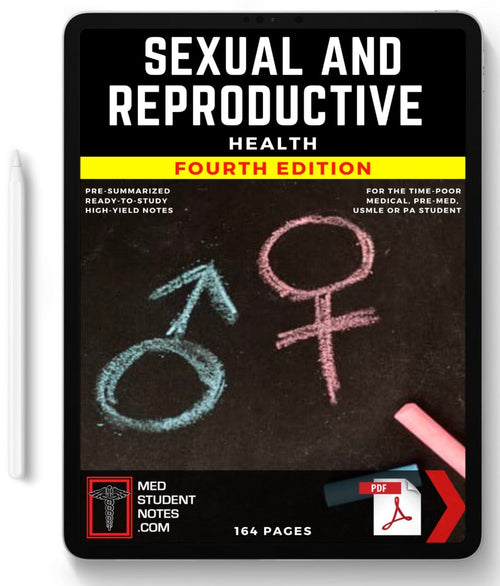 SEXUAL AND
REPRODUCTIVE
HEALTH
FOURTH EDITION
PRE-SUMMARIZED
READY-TO-STUDY
HIGH-YIELD NOTES
FOR THE TIME-POOR
MEDICAL, PRE-MED,
USMLE OR PA STUDENT
MED
STUDENT
NOTES
.COM
164 PAGES
PDF